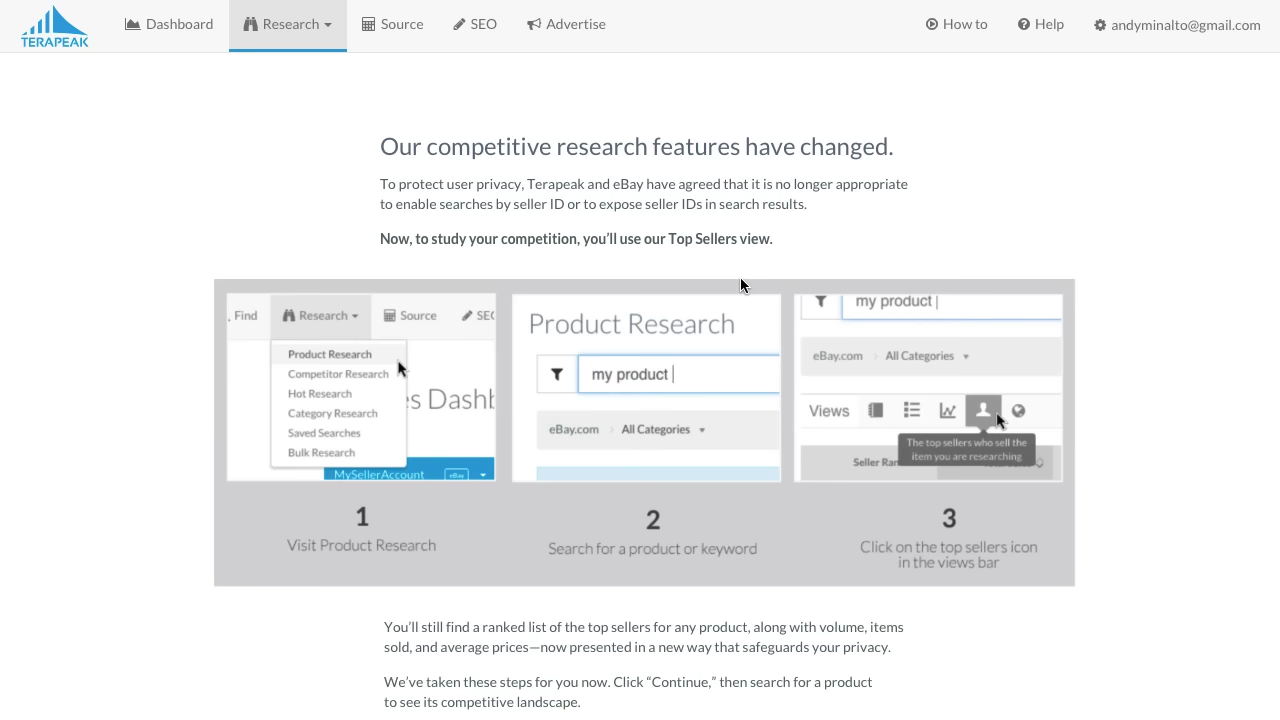 TERAPEAK
Dashboard Research Source SEO Advertise How to Help andyminalto@gmail.com
Our competitive research features have changed.
To protect user privacy, Terapeak and eBay have agreed that it is no longer appropriate
to enable searches by seller ID or to expose seller IDs in search results.
Now, to study your competition, you'll use our Top Sellers view.
, Find Research Source SEO
Product Research
Competitor Research
Hot Research
Category Research
Saved Searches
Bulk Research
es Dashb
MySellerAccount eBay
1
Visit Product Research
Product Research
my product |
eBay.com All Categories
2
Search for a product or keyword
my product |
eBay.com All Categories
Views
The top sellers who sell the
item you are researching
Seller Ran
3
Click on the top sellers icon
in the views bar
You'll still find a ranked list of the top sellers for any product, along with volume, items
sold, and average prices—now presented in a new way that safeguards your privacy.
We've taken these steps for you now. Click “Continue,” then search for a product
to see its competitive landscape.